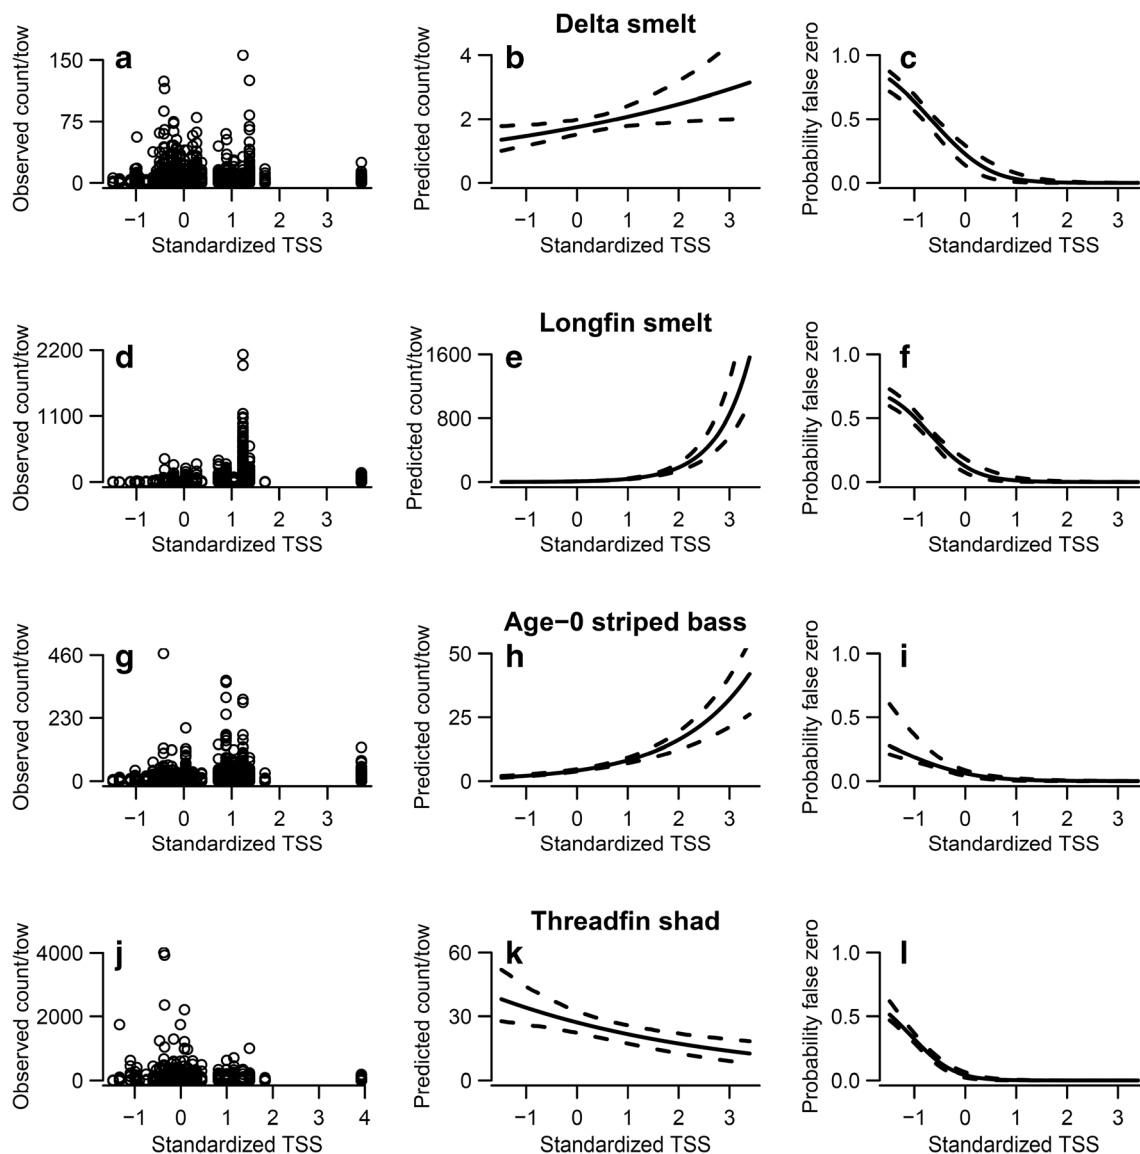 Delta smelt
a
Observed count/tow
150
75
0
−1 0 1 2 3
Standardized TSS
b
Predicted count/tow
4
2
0
−1 0 1 2 3
Standardized TSS
c
Probability false zero
1.0
0.5
0.0
−1 0 1 2 3
Standardized TSS
Longfin smelt
d
Observed count/tow
2200
1100
0
−1 0 1 2 3
Standardized TSS
e
Predicted count/tow
1600
800
0
−1 0 1 2 3
Standardized TSS
f
Probability false zero
1.0
0.5
0.0
−1 0 1 2 3
Standardized TSS
Age−0 striped bass
g
Observed count/tow
460
230
0
−1 0 1 2 3
Standardized TSS
h
Predicted count/tow
50
25
0
−1 0 1 2 3
Standardized TSS
i
Probability false zero
1.0
0.5
0.0
−1 0 1 2 3
Standardized TSS
Threadfin shad
j
Observed count/tow
4000
2000
0
−1 0 1 2 3 4
Standardized TSS
k
Predicted count/tow
60
30
0
−1 0 1 2 3
Standardized TSS
l
Probability false zero
1.0
0.5
0.0
−1 0 1 2 3
Standardized TSS